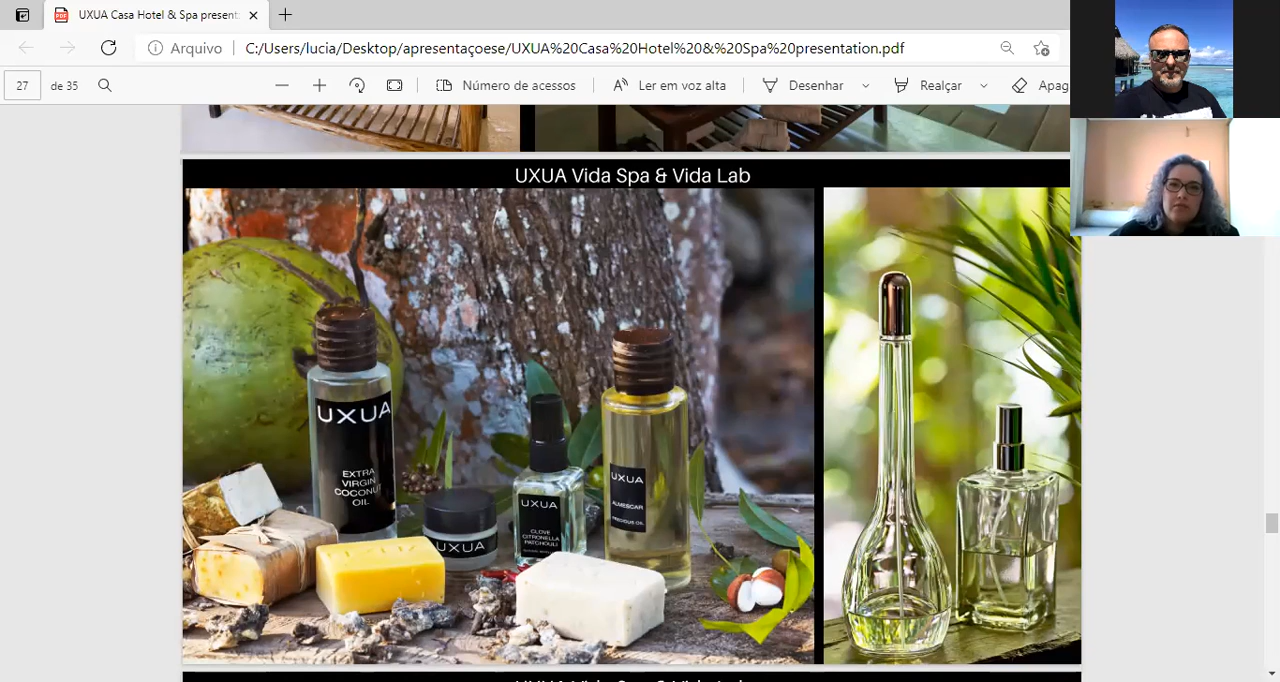 UXUA Casa Hotel & Spa present
Arquivo
C:/Users/lucia/Desktop/apresentaçoese/UXUA%20Casa%20Hotel%20&%20Spa%20presentation.pdf
27 de 35
Número de acessos
Ler em voz alta
Desenhar
Realçar
Apag
UXUA Vida Spa & Vida Lab
UXUA
EXTRA
VIRGIN
COCONUT
OIL
UXUA
UXUA
CLOVE
CITRONELLA
PATCHOULI
UXUA
ALMESCAR
PRECIOUS OIL